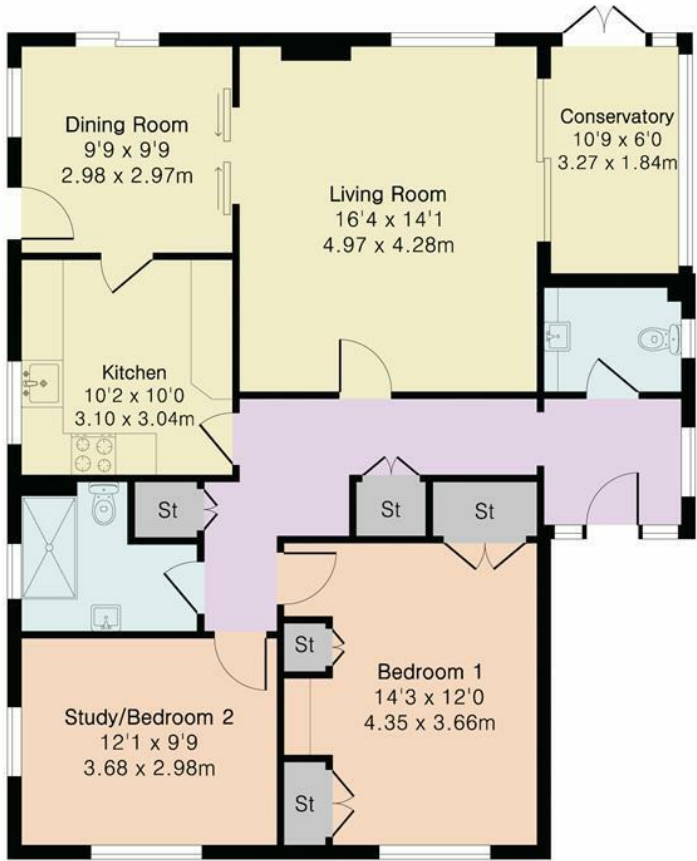 Dining Room
9'9 x 9'9
2.98 x 2.97m
Living Room
16'4 x 14'1
4.97 x 4.28m
Conservatory
10'9 x 6'0
3.27 x 1.84m
Kitchen
10'2 x 10'0
3.10 x 3.04m
St
St
St
St
Bedroom 1
14'3 x 12'0
4.35 x 3.66m
Study/Bedroom 2
12'1 x 9'9
3.68 x 2.98m
St